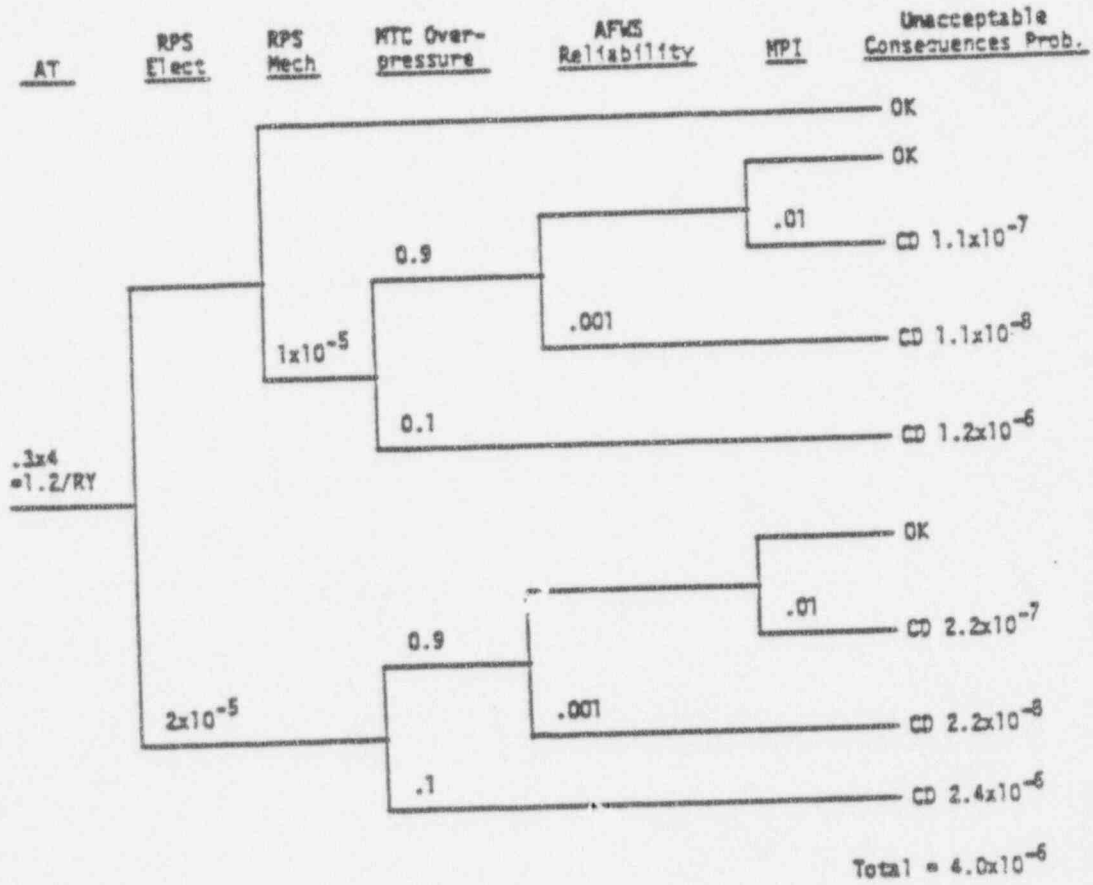 AT
RPS
Elect
RPS
Mech
MTC Over-
pressure
AFWS
Reliability
MPI
Unacceptable
Consequences Prob.
OK
OK
.01
CD 1.1x10⁻⁷
0.9
.001
CD 1.1x10⁻⁸
1x10⁻⁵
0.1
CD 1.2x10⁻⁶
.3x4
=1.2/RY
OK
.01
CD 2.2x10⁻⁷
0.9
.001
CD 2.2x10⁻⁸
2x10⁻⁵
.1
CD 2.4x10⁻⁶
Total = 4.0x10⁻⁶